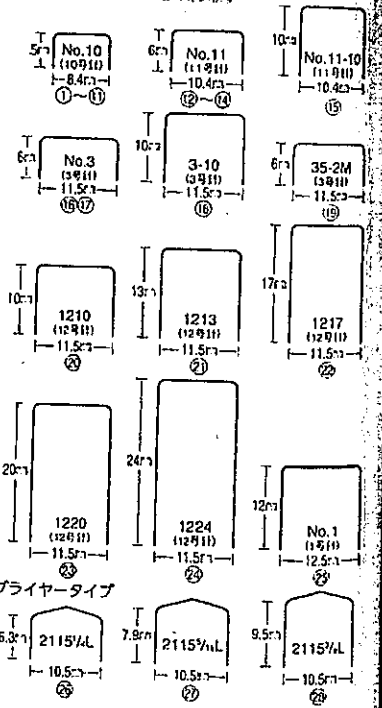 5mm No.10 (10号針) 8.4mm ①～⑪
6mm No.11 (11号針) 10.4mm ⑫～⑭
10mm No.11-10 (11号針) 10.4mm ⑮
6mm No.3 (3号針) 11.5mm ⑯⑰
10mm 3-10 (3号針) 11.5mm ⑱
6mm 35-2M (3号針) 11.5mm ⑲
10mm 1210 (12号針) 11.5mm ⑳
13mm 1213 (12号針) 11.5mm ㉑
17mm 1217 (12号針) 11.5mm ㉒
20mm 1220 (12号針) 11.5mm ㉓
24mm 1224 (12号針) 11.5mm ㉔
12mm No.1 (1号針) 12.5mm ㉕
プライヤータイプ
6.3mm 2115¼L 10.5mm ㉖
7.9mm 2115⁵⁄₁₆L 10.5mm ㉗
9.5mm 2115⅜L 10.5mm ㉘